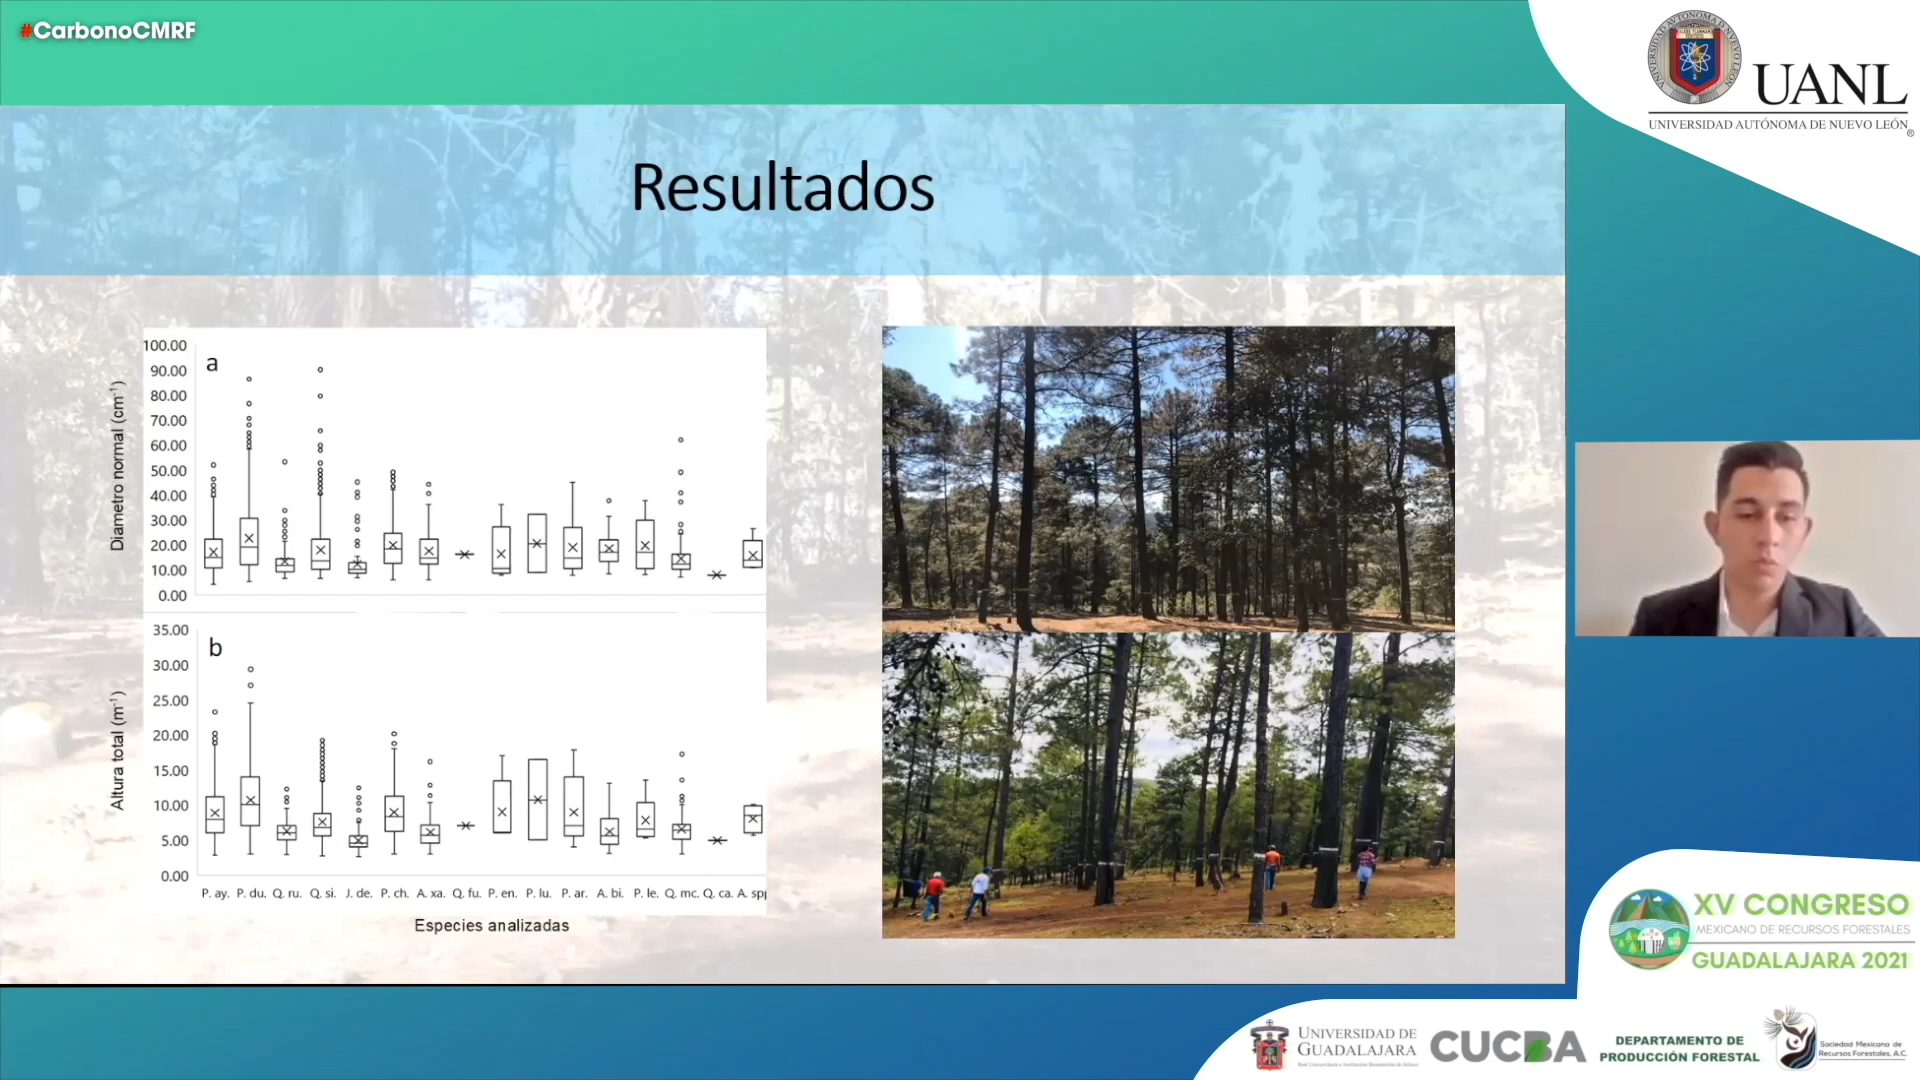 #CarbonoCMRF
UANL
UNIVERSIDAD AUTÓNOMA DE NUEVO LEÓN®
Resultados
a
Diametro normal (cm⁻¹)
100.00
90.00
80.00
70.00
60.00
50.00
40.00
30.00
20.00
10.00
0.00
b
Altura total (m⁻¹)
35.00
30.00
25.00
20.00
15.00
10.00
5.00
0.00
P. ay. P. du. Q. ru. Q. si. J. de. P. ch. A. xa. Q. fu. P. en. P. lu. P. ar. A. bi. P. le. Q. mc. Q. ca. A. spp
Especies analizadas
XV CONGRESO
MEXICANO DE RECURSOS FORESTALES
GUADALAJARA 2021
UNIVERSIDAD DE
GUADALAJARA
CUCBA
DEPARTAMENTO DE
PRODUCCIÓN FORESTAL
Sociedad Mexicana de
Recursos Forestales, A.C.